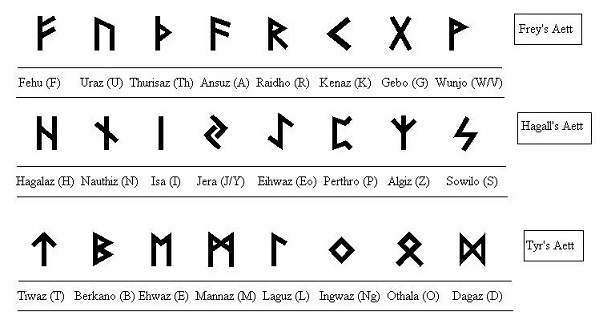 ᚠ ᚢ ᚦ ᚨ ᚱ ᚲ ᚷ ᚹ Frey's Aett
Fehu (F) Uraz (U) Thurisaz (Th) Ansuz (A) Raidho (R) Kenaz (K) Gebo (G) Wunjo (W/V)
ᚻ ᚾ ᛁ ᛃ ᛇ ᛈ ᛉ ᛋ Hagall's Aett
Hagalaz (H) Nauthiz (N) Isa (I) Jera (J/Y) Eihwaz (Eo) Perthro (P) Algiz (Z) Sowilo (S)
ᛏ ᛒ ᛖ ᛗ ᛚ ᛜ ᛟ ᛞ Tyr's Aett
Tiwaz (T) Berkano (B) Ehwaz (E) Mannaz (M) Laguz (L) Ingwaz (Ng) Othala (O) Dagaz (D)